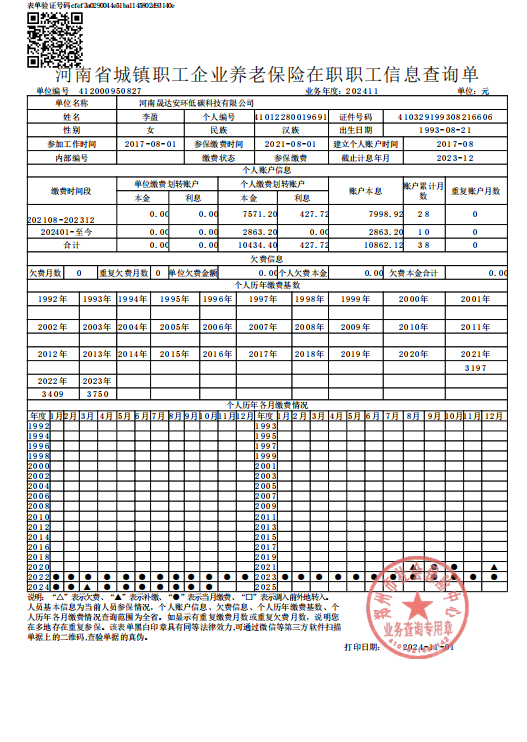 表单验证号码cfef3a0290044e51ba1145902d93140e
河南省城镇职工企业养老保险在职职工信息查询单
单位编号 412000950827 业务年度:202411 单位: 元
单位名称 河南晟达安环低碳科技有限公司
姓名 李盈 个人编号 41012280019691 证件号码 410329199308216606
性别 女 民族 汉族 出生日期 1993-08-21
参加工作时间 2017-08-01 参保缴费时间 2021-08-01 建立个人账户时间 2017-08
内部编号 缴费状态 参保缴费 截止计息年月 2023-12
个人账户信息
缴费时间段 单位缴费划转账户 个人缴费划转账户 账户本息 账户累计月数 重复账户月数
本金 利息 本金 利息
202108-202312 0.00 0.00 7571.20 427.72 7998.92 28 0
202401-至今 0.00 0.00 2863.20 0.00 2863.20 10 0
合计 0.00 0.00 10434.40 427.72 10862.12 38 0
欠费信息
欠费月数 0 重复欠费月数 0 单位欠费金额 0.00 个人欠费本金 0.00 欠费本金合计 0.00
个人历年缴费基数
1992年 1993年 1994年 1995年 1996年 1997年 1998年 1999年 2000年 2001年
2002年 2003年 2004年 2005年 2006年 2007年 2008年 2009年 2010年 2011年
2012年 2013年 2014年 2015年 2016年 2017年 2018年 2019年 2020年 2021年
3197
2022年 2023年
3409 3750
个人历年各月缴费情况
年度 1月 2月 3月 4月 5月 6月 7月 8月 9月 10月 11月 12月 年度 1月 2月 3月 4月 5月 6月 7月 8月 9月 10月 11月 12月
1992 1993
1994 1995
1996 1997
1998 1999
2000 2001
2002 2003
2004 2005
2006 2007
2008 2009
2010 2011
2012 2013
2014 2015
2016 2017
2018 2019
2020 2021 ▲ ● ● ▲
2022 ● ● ● ● ● ● ● ● ● ● ● ● 2023 ● ● ● ● ● ● ● ● ● ● ● ●
2024 ● ● ▲ ● ● ● ● ● ● ● 2025
说明: “△”表示欠费、“▲”表示补缴、“●”表示当月缴费、“□”表示调入前外地转入。
人员基本信息为当前人员参保情况,个人账户信息、欠费信息、个人历年缴费基数、个
人历年各月缴费情况查询范围为全省。如显示有重复缴费月数或重复欠费月数,说明您
在多地存在重复参保。该表单黑白印章具有同等法律效力,可通过微信等第三方软件扫描
单据上的二维码,查验单据的真伪。
打印日期: 2024-11-01
业务查询专用章